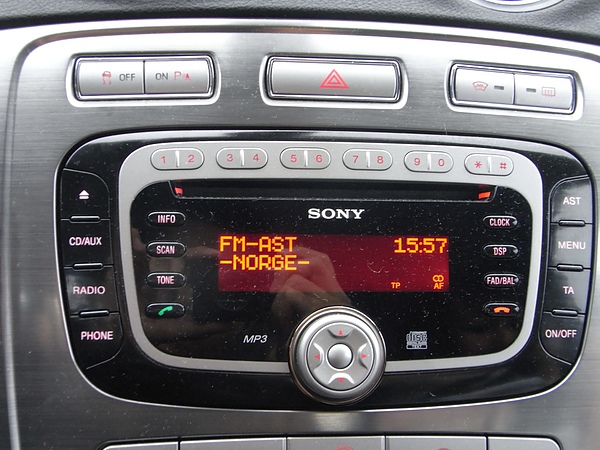 OFF ON P
1 2 3 4 5 6 7 8 9 0 * #
SONY
AST
INFO
CLOCK
FM-AST 15:57
CD/AUX
SCAN
DSP
MENU
-NORGE-
RADIO
TONE
TP
CD
AF
FAD/BAL
TA
PHONE
MP3
ON/OFF